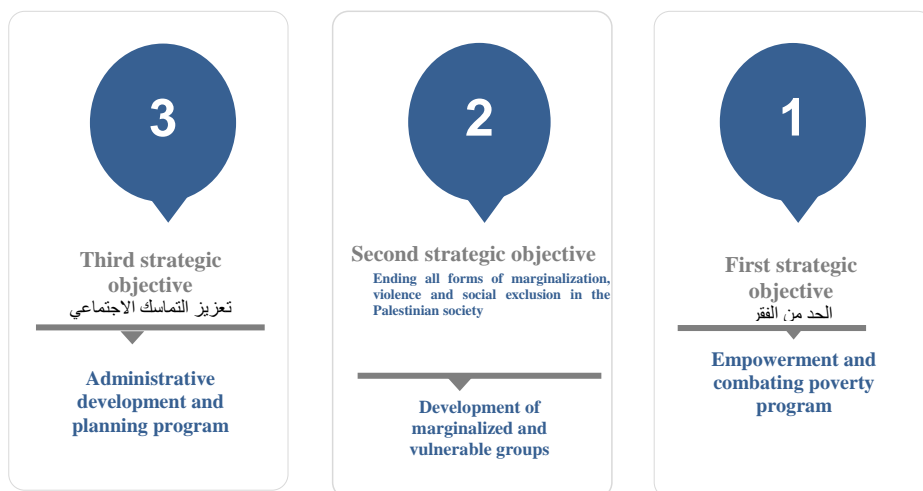 3
Third strategic
objective
تعزيز التماسك الاجتماعي
Administrative
development and
planning program
2
Second strategic objective
Ending all forms of marginalization,
violence and social exclusion in the
Palestinian society
Development of
marginalized and
vulnerable groups
1
First strategic
objective
الحد من الفقر
Empowerment and
combating poverty
program